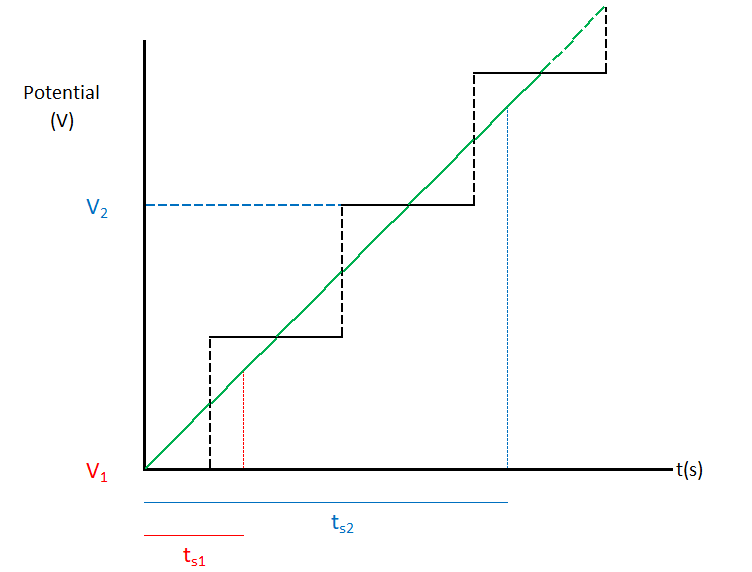 Potential
(V)
V₂
V₁
t(s)
tₛ₂
tₛ₁